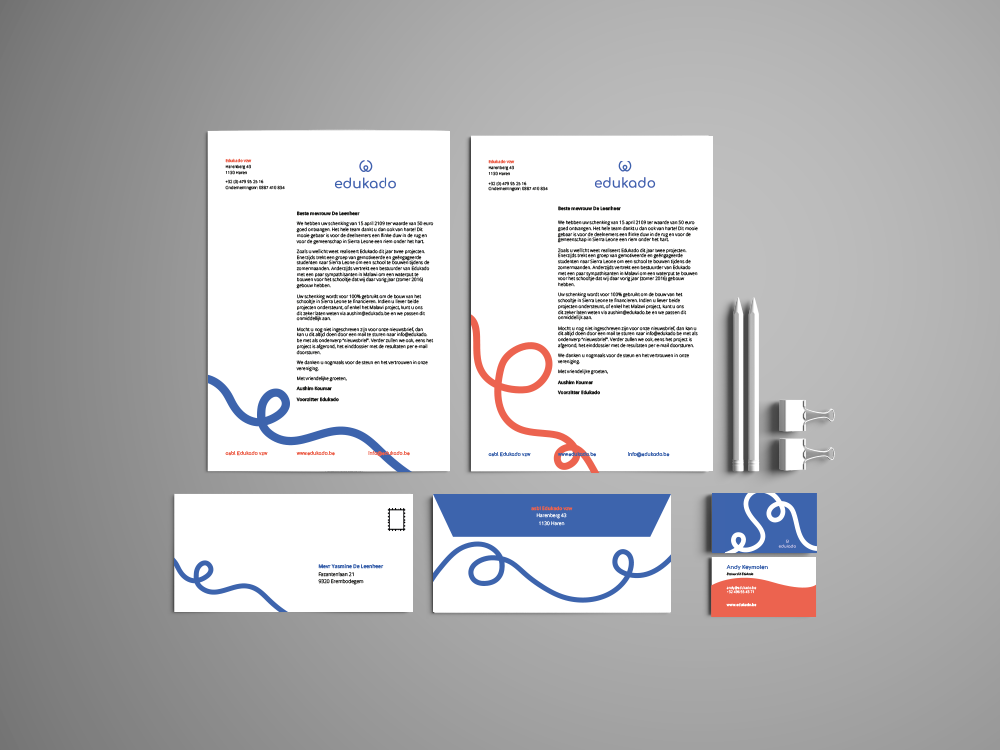 Edukado vzw
Harenberg 43
1130 Haren
+32 (0) 479 95 25 16
Ondernemingsnr. 0887 419 834
edukado
Beste mevrouw De Leenheer
We hebben uw schenking van 15 april 2109 ter waarde van 50 euro
goed ontvangen. Het hele team dankt u dan ook van harte! Dit
mooie gebaar is voor de deelnemers een flinke duw in de rug en
voor de gemeenschap in Sierra Leone een riem onder het hart.
Zoals u wellicht weet realiseert Edukado dit jaar twee projecten.
Enerzijds trekt een groep van gemotiveerde en geëngageerde
studenten naar Sierra Leone om een school te bouwen tijdens de
zomermaanden. Anderzijds vertrekt een bestuurder van Edukado
met een paar sympathisanten in Malawi om een waterput te
bouwen voor het schooltje dat wij daar vorig jaar (zomer 2016)
gebouw hebben.
Uw schenking wordt voor 100% gebruikt om de bouw van het
schooltje in Sierra Leone te financieren. Indien u liever beide
projecten ondersteunt, of enkel het Malawi project, kunt u ons
dit zeker laten weten via aushim@edukado.be en we passen dit
onmiddellijk aan.
Mocht u nog niet ingeschreven zijn voor onze nieuwsbrief, dan
kan u dit altijd doen door een mail te sturen naar info@edukado.
be met als onderwerp "nieuwsbrief". Verder zullen we ook, eens het
project is afgerond, het einddossier met de resultaten per e-mail
doorsturen.
We danken u nogmaals voor de steun en het vertrouwen in onze
vereniging.
Met vriendelijke groeten,
Aushim Koumar
Voorzitter Edukado
asbl Edukado vzw
www.edukado.be
info@edukado.be
Edukado vzw
Harenberg 43
1130 Haren
+32 (0) 479 95 25 16
Ondernemingsnr. 0887 419 834
edukado
Beste mevrouw De Leenheer
We hebben uw schenking van 15 april 2109 ter waarde van 50 euro
goed ontvangen. Het hele team dankt u dan ook van harte! Dit mooie
gebaar is voor de deelnemers een flinke duw in de rug en voor de
gemeenschap in Sierra Leone een riem onder het hart.
Zoals u wellicht weet realiseert Edukado dit jaar twee projecten.
Enerzijds trekt een groep van gemotiveerde en geëngageerde
studenten naar Sierra Leone om een school te bouwen tijdens de
zomermaanden. Anderzijds vertrekt een bestuurder van Edukado
met een paar sympathisanten in Malawi om een waterput te bouwen
voor het schooltje dat wij daar vorig jaar (zomer 2016) gebouw
hebben.
Uw schenking wordt voor 100% gebruikt om de bouw van het
schooltje in Sierra Leone te financieren. Indien u liever beide
projecten ondersteunt, of enkel het Malawi project, kunt u ons
dit zeker laten weten via aushim@edukado.be en we passen dit
onmiddellijk aan.
Mocht u nog niet ingeschreven zijn voor onze nieuwsbrief, dan kan u
dit altijd doen door een mail te sturen naar info@edukado.be met als
onderwerp "nieuwsbrief". Verder zullen we ook, eens het project is
afgerond, het einddossier met de resultaten per e-mail doorsturen.
We danken u nogmaals voor de steun en het vertrouwen in onze
vereniging.
Met vriendelijke groeten,
Aushim Koumar
Voorzitter Edukado
asbl Edukado vzw
www.edukado.be
info@edukado.be
Mevr Yasmine De Leenheer
Fazantenlaan 21
9320 Erembodegem
asbl Edukado vzw
Harenberg 43
1130 Haren
edukado
Andy Keymolen
andy@edukado.be
www.edukado.be